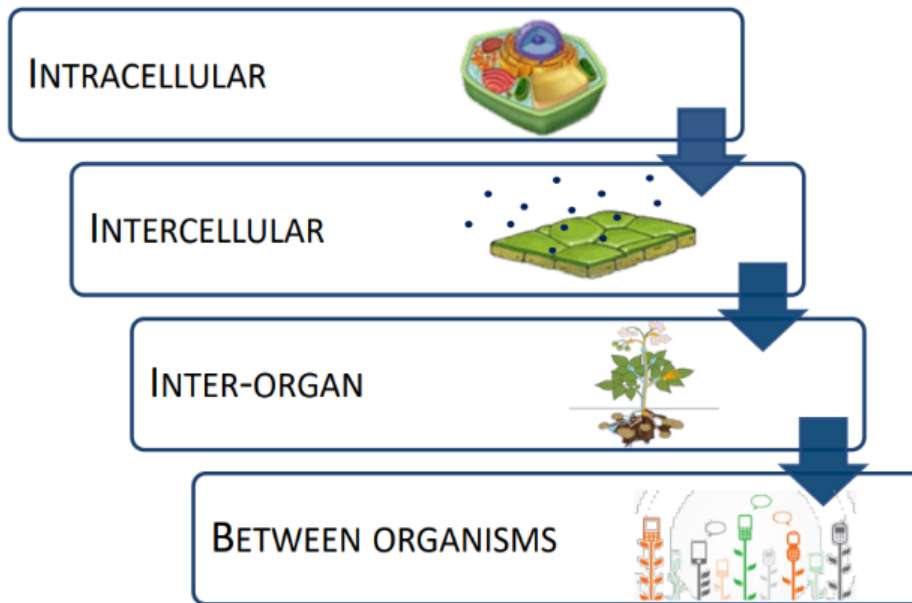 INTRACELLULAR
INTERCELLULAR
INTER-ORGAN
BETWEEN ORGANISMS